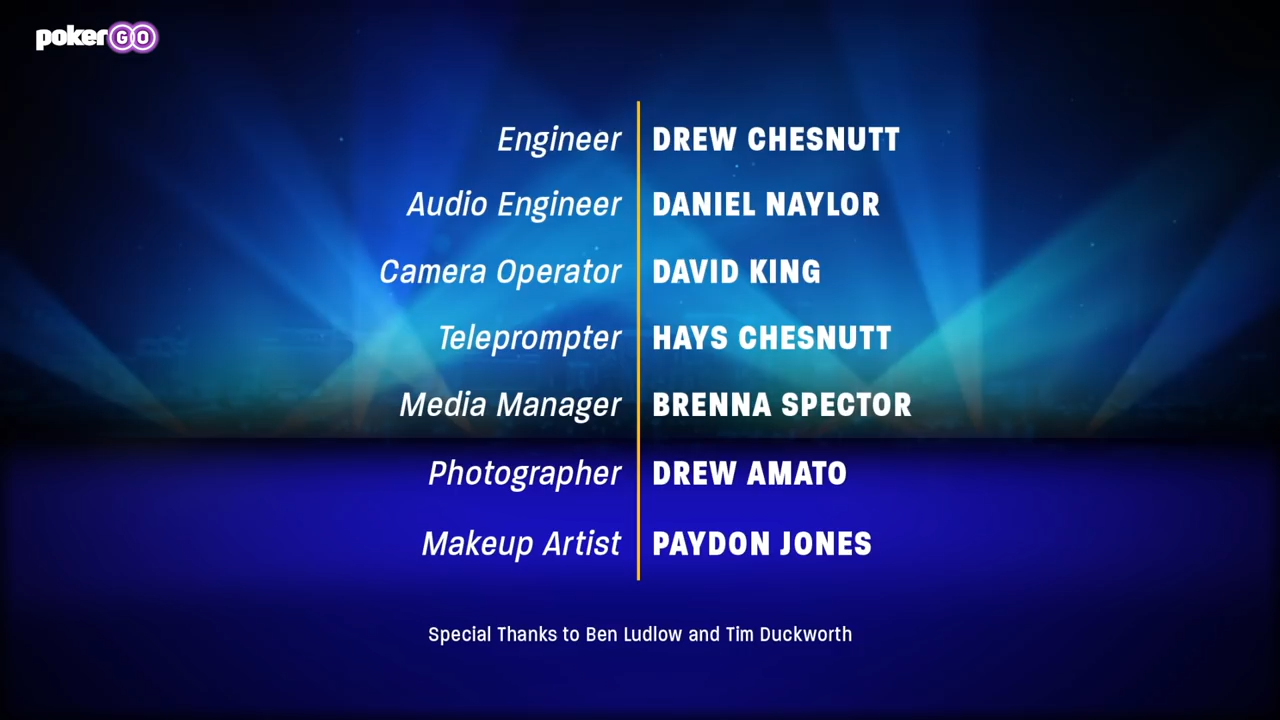 pokerGO
Engineer DREW CHESNUTT
Audio Engineer DANIEL NAYLOR
Camera Operator DAVID KING
Teleprompter HAYS CHESNUTT
Media Manager BRENNA SPECTOR
Photographer DREW AMATO
Makeup Artist PAYDON JONES
Special Thanks to Ben Ludlow and Tim Duckworth